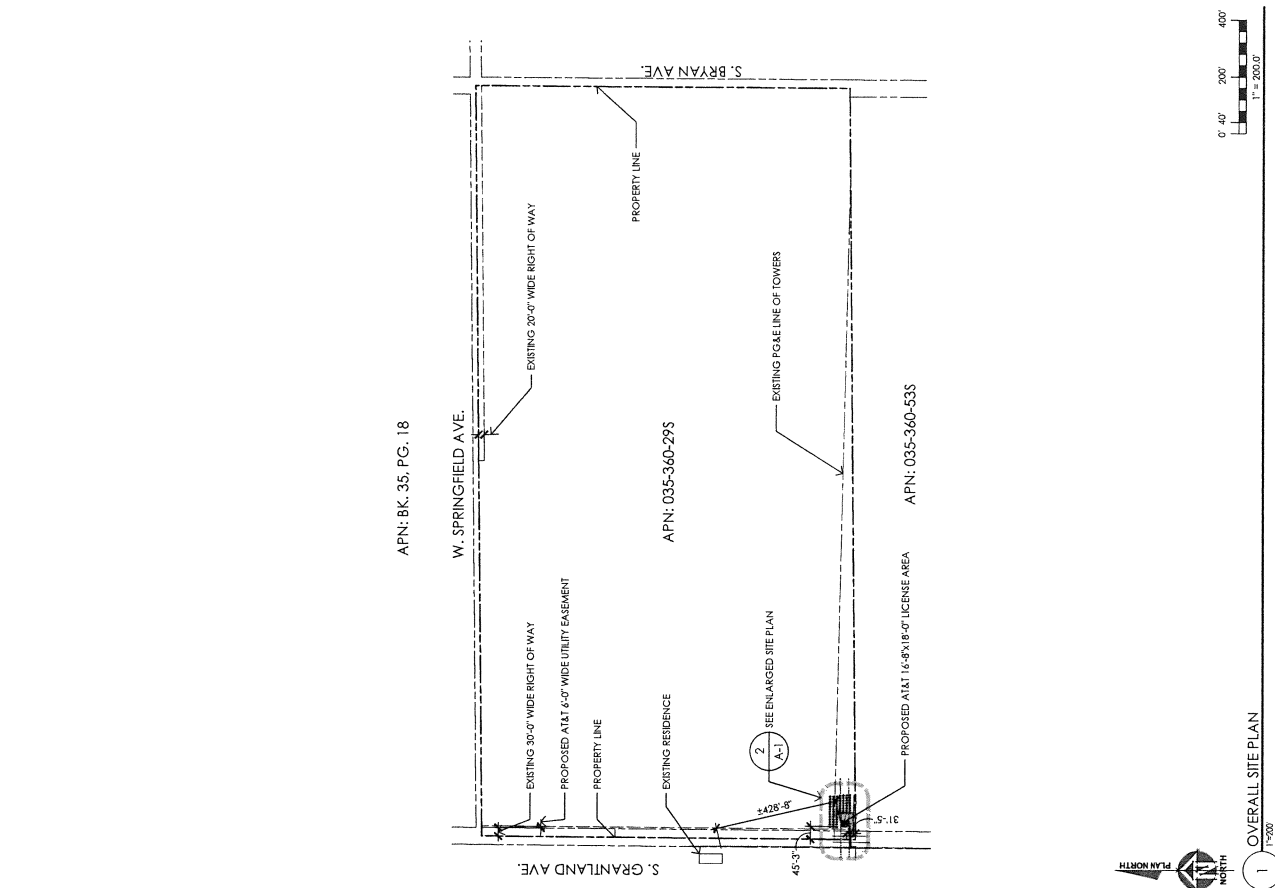 APN: BK. 35, PG. 18
W. SPRINGFIELD AVE.
S. BRYAN AVE.
S. GRANTLAND AVE.
EXISTING 30'-0" WIDE RIGHT OF WAY
EXISTING 20'-0" WIDE RIGHT OF WAY
PROPOSED AT&T 6'-0" WIDE UTILITY EASEMENT
PROPERTY LINE
PROPERTY LINE
EXISTING RESIDENCE
APN: 035-360-29S
2
A-1
SEE ENLARGED SITE PLAN
EXISTING PG&E LINE OF TOWERS
±428'-8"
45'-3"
31'-5"
PROPOSED AT&T 16'-8"x18'-0" LICENSE AREA
APN: 035-360-53S
PLAN NORTH
NORTH
0' 40' 200' 400'
1" = 200.0'
1
OVERALL SITE PLAN
1"=200'